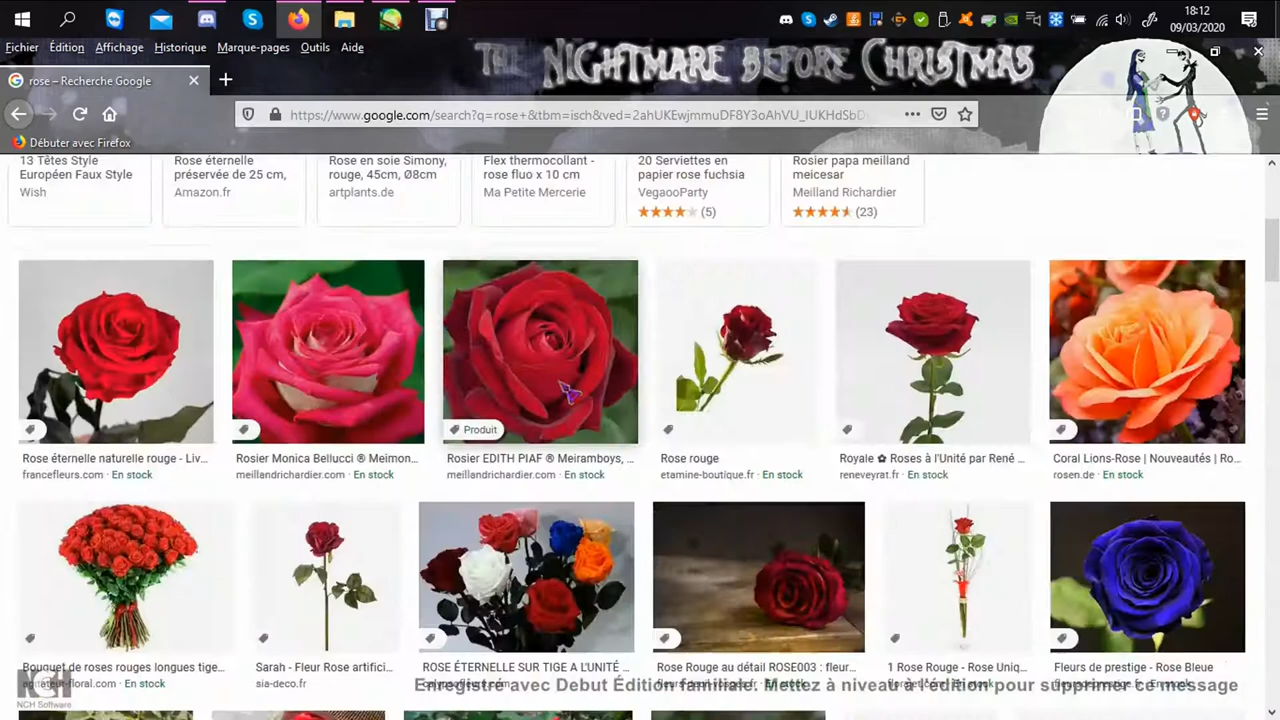 18:12
09/03/2020
Fichier Édition Affichage Historique Marque-pages Outils Aide
THE NIGHTMARE BEFORE CHRISTMAS
rose – Recherche Google
https://www.google.com/search?q=rose+&tbm=isch&ved=
Débuter avec Firefox
13 Têtes Style Rose éternelle Rose en soie Simony, Flex thermocollant - 20 Serviettes en Rosier papa meilland
Européen Faux Style préservée de 25 cm, rouge, 45cm, Ø8cm rose fluo x 10 cm papier rose fuchsia meicesar
Wish Amazon.fr artplants.de Ma Petite Mercerie VegaooParty Meilland Richardier
(5) (23)
Produit
Rosier éternelle naturelle rouge - Liv... Rosier Monica Bellucci ® Meimon... Rosier EDITH PIAF ® Meiramboys, ... Rose rouge Royale ✿ Roses à l'Unité par René ... Coral Lions-Rose | Nouveautés | Ro...
francefleurs.com · En stock meillandrichardier.com · En stock meillandrichardier.com · En stock etamine-boutique.fr · En stock reneveyrat.fr · En stock rosen.de · En stock
Bouquet de roses rouges longues tige... Sarah - Fleur Rose artifici... ROSE ÉTERNELLE SUR TIGE A L'UNITÉ ... Rose Rouge au détail ROSE003 : fleur... 1 Rose Rouge - Rose Uniq... Fleurs de prestige - Rose Bleue
agitateur-floral.com · En stock sia-deco.fr
Enregistré avec Debut Édition familiale. Mettez à niveau l'édition pour supprimer ce message
NCH
NCH Software